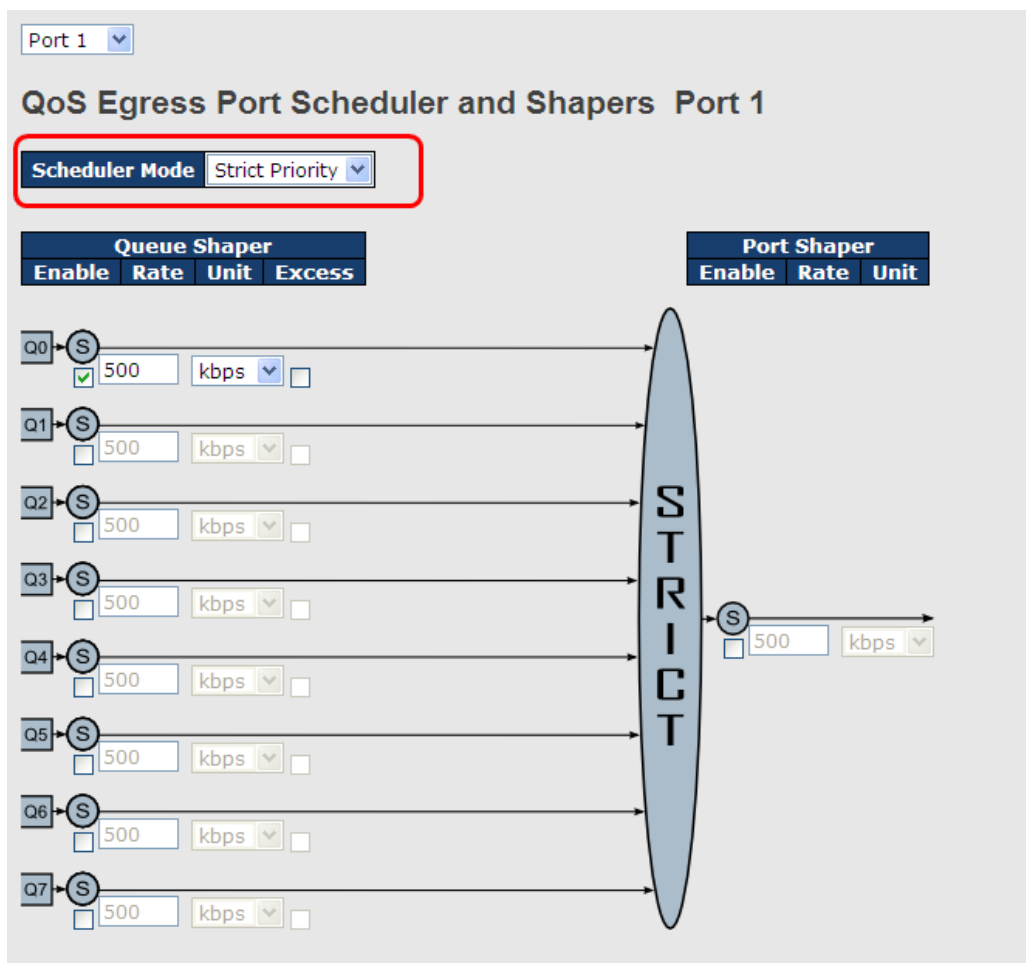 Port 1
QoS Egress Port Scheduler and Shapers Port 1
Scheduler Mode Strict Priority
Queue Shaper Port Shaper
Enable Rate Unit Excess Enable Rate Unit
Q0 S
500 kbps
Q1 S
500 kbps
Q2 S
500 kbps
Q3 S
500 kbps
Q4 S
500 kbps
Q5 S
500 kbps
Q6 S
500 kbps
Q7 S
500 kbps
STRICT
S
500 kbps